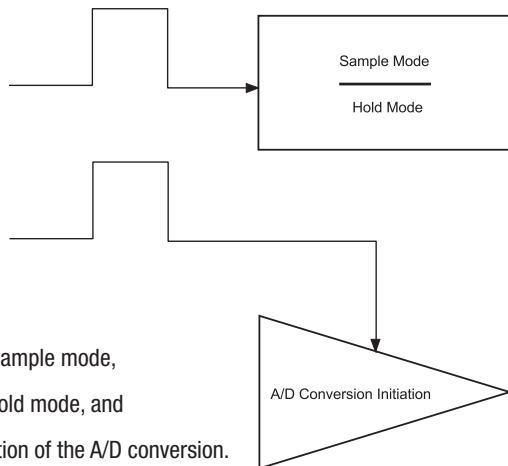 Sample Mode
Hold Mode
A/D Conversion Initiation
ample mode,
old mode, and
tion of the A/D conversion.